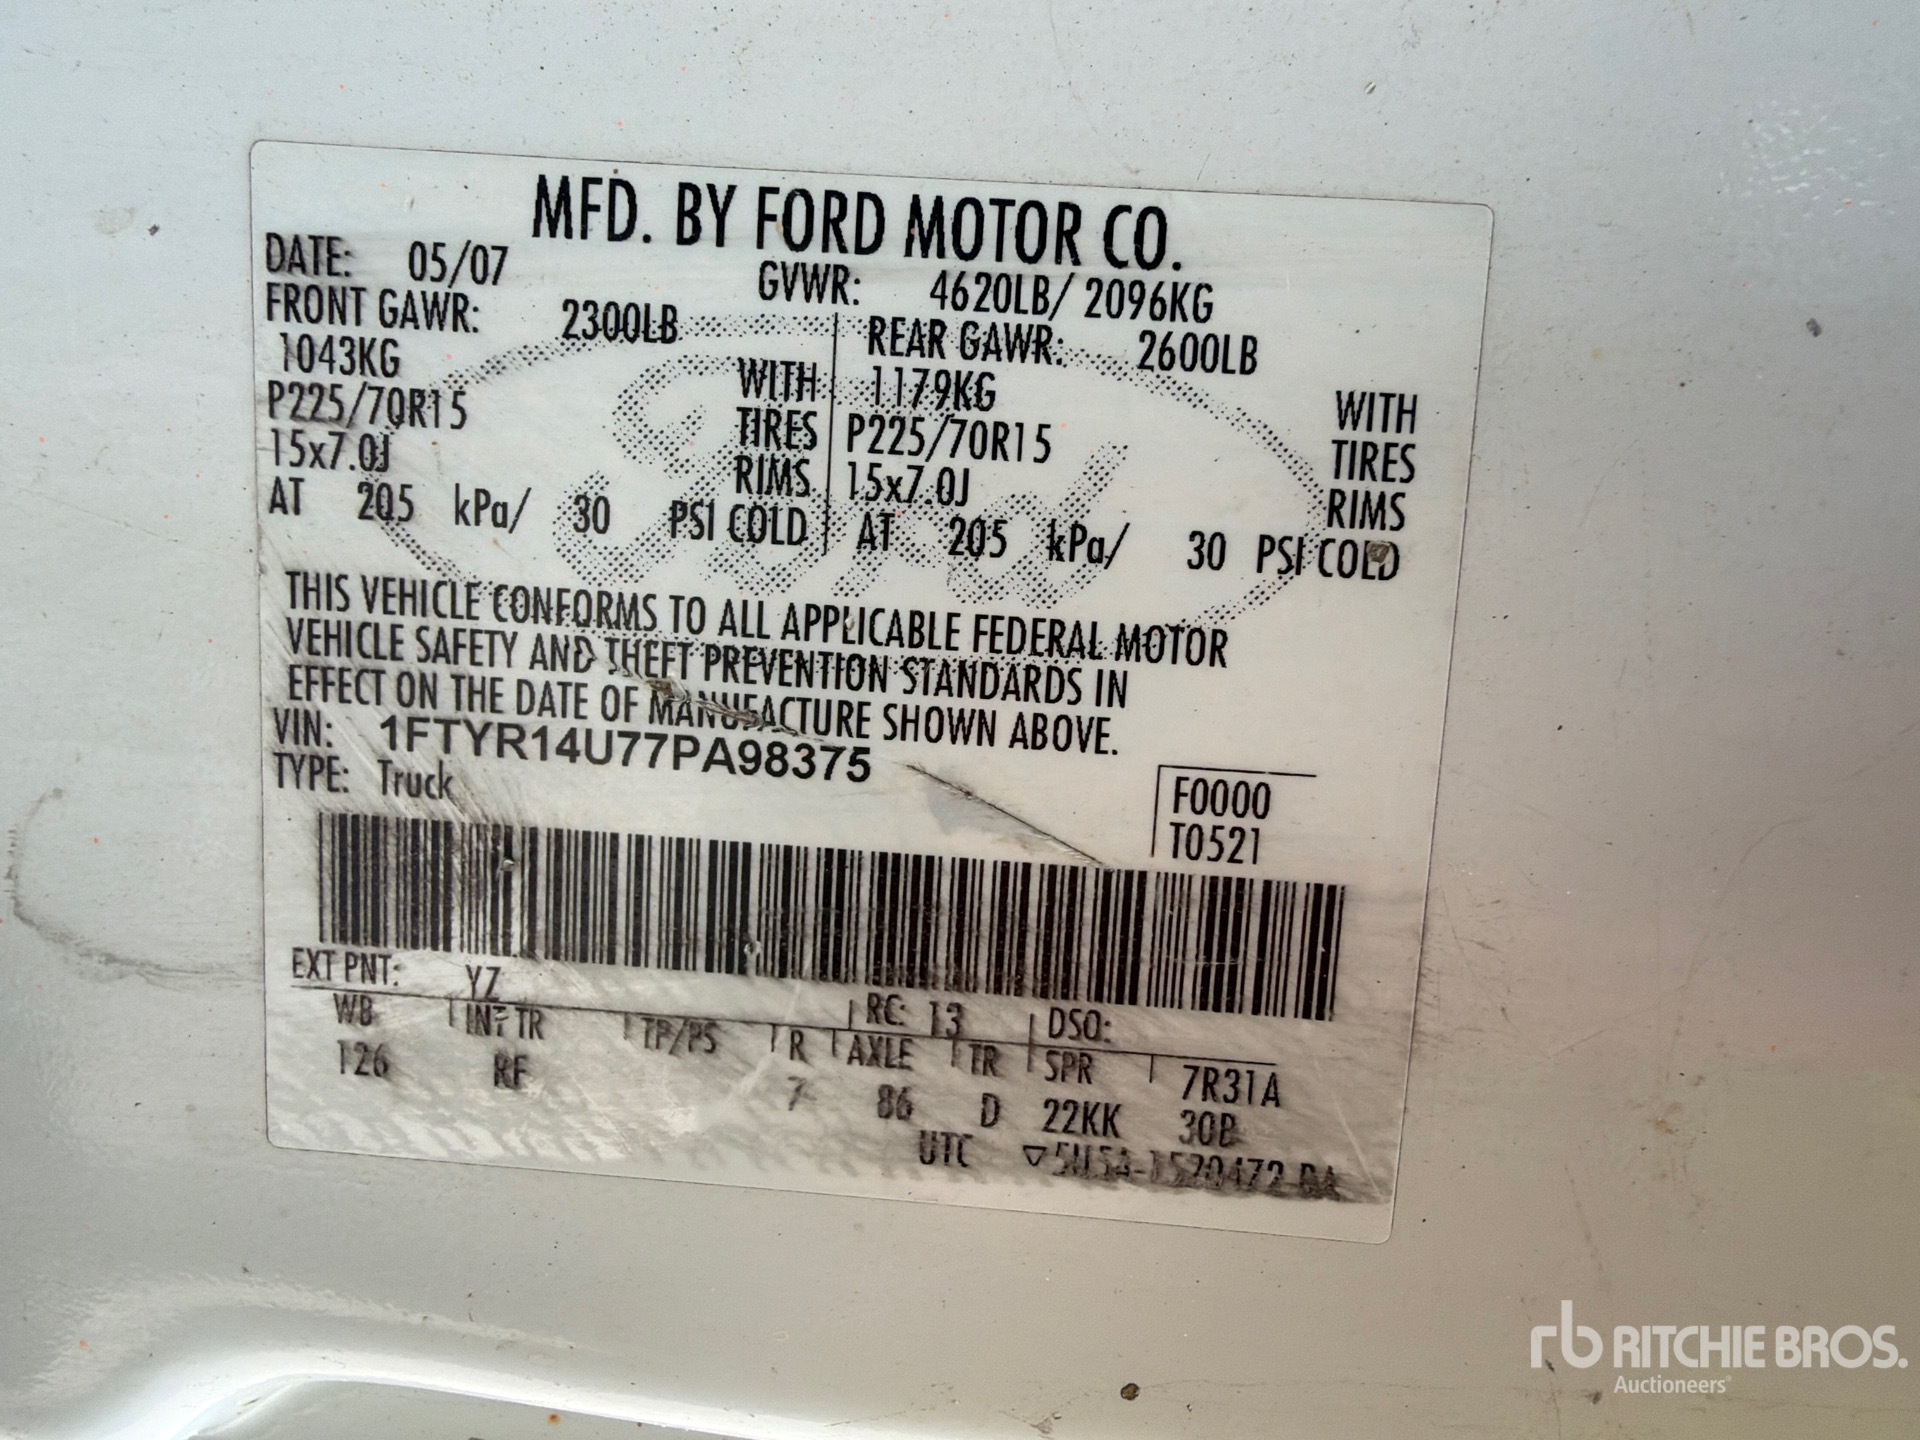 MFD. BY FORD MOTOR CO.
DATE: 05/07 GVWR: 4620LB/ 2096KG
FRONT GAWR: 2300LB REAR GAWR: 2600LB
1043KG WITH 1179KG WITH
P225/70R15 TIRES P225/70R15 TIRES
15x7.0J RIMS 15x7.0J RIMS
AT 205 kPa/ 30 PSI COLD AT 205 kPa/ 30 PSI COLD
THIS VEHICLE CONFORMS TO ALL APPLICABLE FEDERAL MOTOR
VEHICLE SAFETY AND THEFT PREVENTION STANDARDS IN
EFFECT ON THE DATE OF MANUFACTURE SHOWN ABOVE.
VIN: 1FTYR14U77PA98375
TYPE: Truck
F0000
T0521
EXT PNT: YZ RC: 13 DSO:
WB INT TR TP/PS R AXLE TR SPR 7R31A
126 RF 7 86 D 22KK 30B
UTC
Ford
rb RITCHIE BROS.
Auctioneers